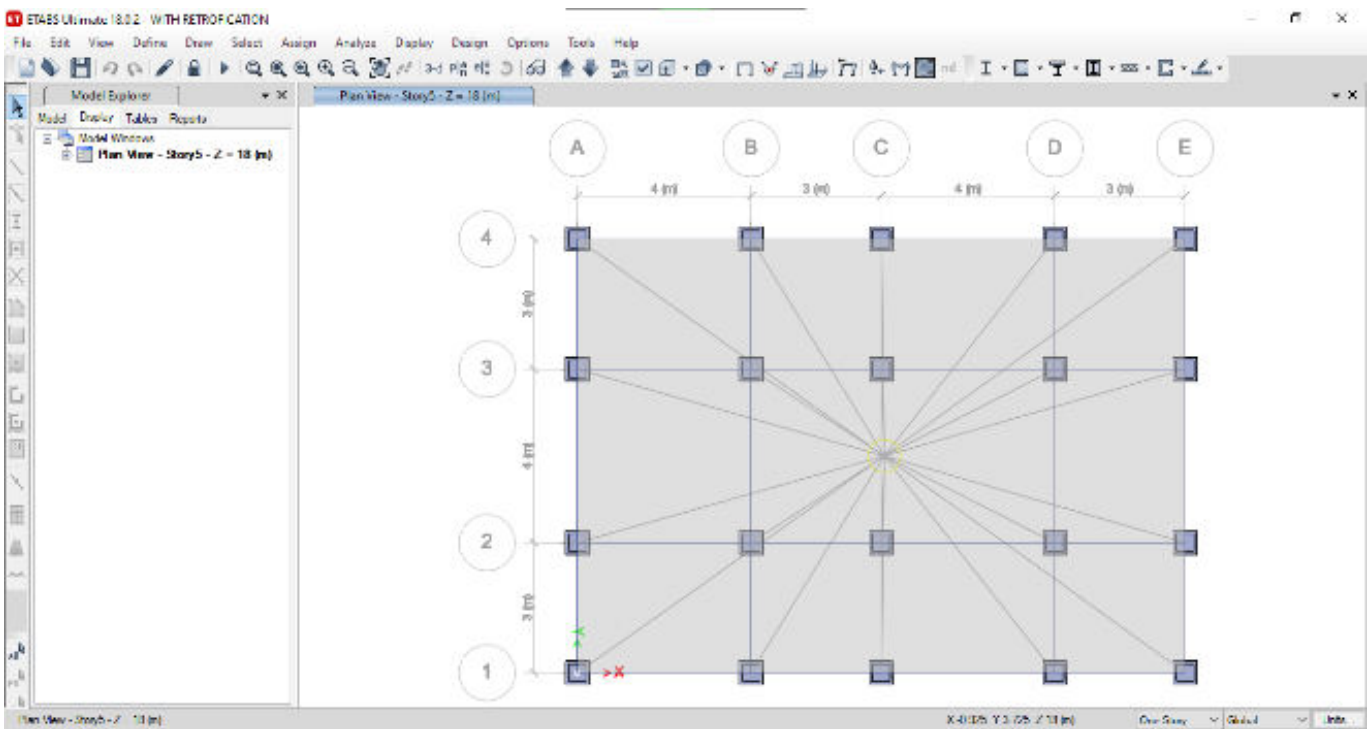 ETABS Ultimate 18.0.2 - WITH RETROFICATION
File Edit View Define Draw Select Assign Analyze Display Design Options Tools Help
Model Explorer
Plan View - Story5 - Z = 18 (m)
Model Display Tables Reports
Model Windows
Plan View - Story5 - Z = 18 (m)
A B C D E
4 (m) 3 (m) 4 (m) 3 (m)
4
3 (m)
3
4 (m)
2
3 (m)
1
X
Plan View - Story5 - Z = 18 (m)
One Story Global Units...